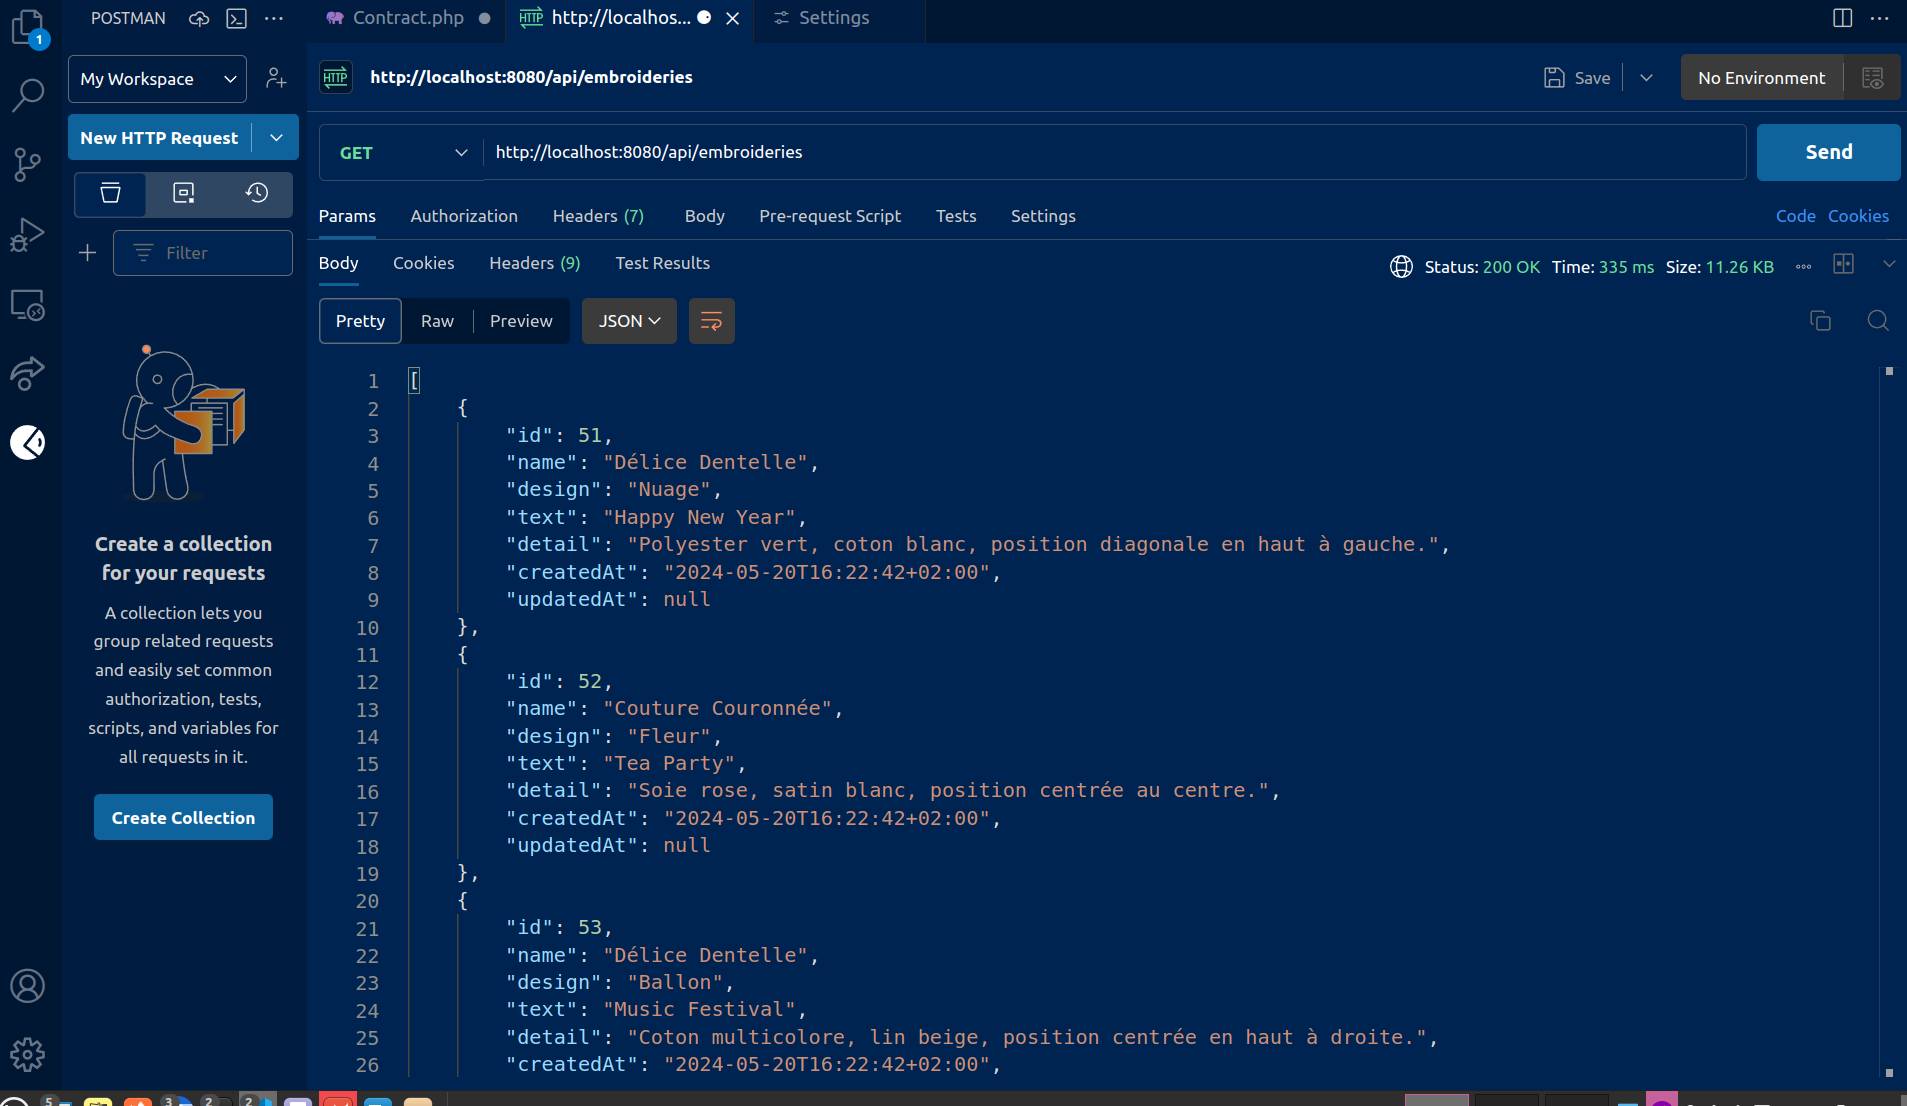 POSTMAN
Contract.php
http://localhos...
Settings
1
My Workspace
http://localhost:8080/api/embroideries
Save
No Environment
New HTTP Request
GET
http://localhost:8080/api/embroideries
Send
Filter
Params Authorization Headers (7) Body Pre-request Script Tests Settings
Code Cookies
Body Cookies Headers (9) Test Results
Status: 200 OK Time: 335 ms Size: 11.26 KB
Pretty Raw Preview JSON
Create a collection
for your requests
A collection lets you
group related requests
and easily set common
authorization, tests,
scripts, and variables for
all requests in it.
Create Collection
1 [
2 {
3 "id": 51,
4 "name": "Délice Dentelle",
5 "design": "Nuage",
6 "text": "Happy New Year",
7 "detail": "Polyester vert, coton blanc, position diagonale en haut à gauche.",
8 "createdAt": "2024-05-20T16:22:42+02:00",
9 "updatedAt": null
10 },
11 {
12 "id": 52,
13 "name": "Couture Couronnée",
14 "design": "Fleur",
15 "text": "Tea Party",
16 "detail": "Soie rose, satin blanc, position centrée au centre.",
17 "createdAt": "2024-05-20T16:22:42+02:00",
18 "updatedAt": null
19 },
20 {
21 "id": 53,
22 "name": "Délice Dentelle",
23 "design": "Ballon",
24 "text": "Music Festival",
25 "detail": "Coton multicolore, lin beige, position centrée en haut à droite.",
26 "createdAt": "2024-05-20T16:22:42+02:00",
5 3 2 2